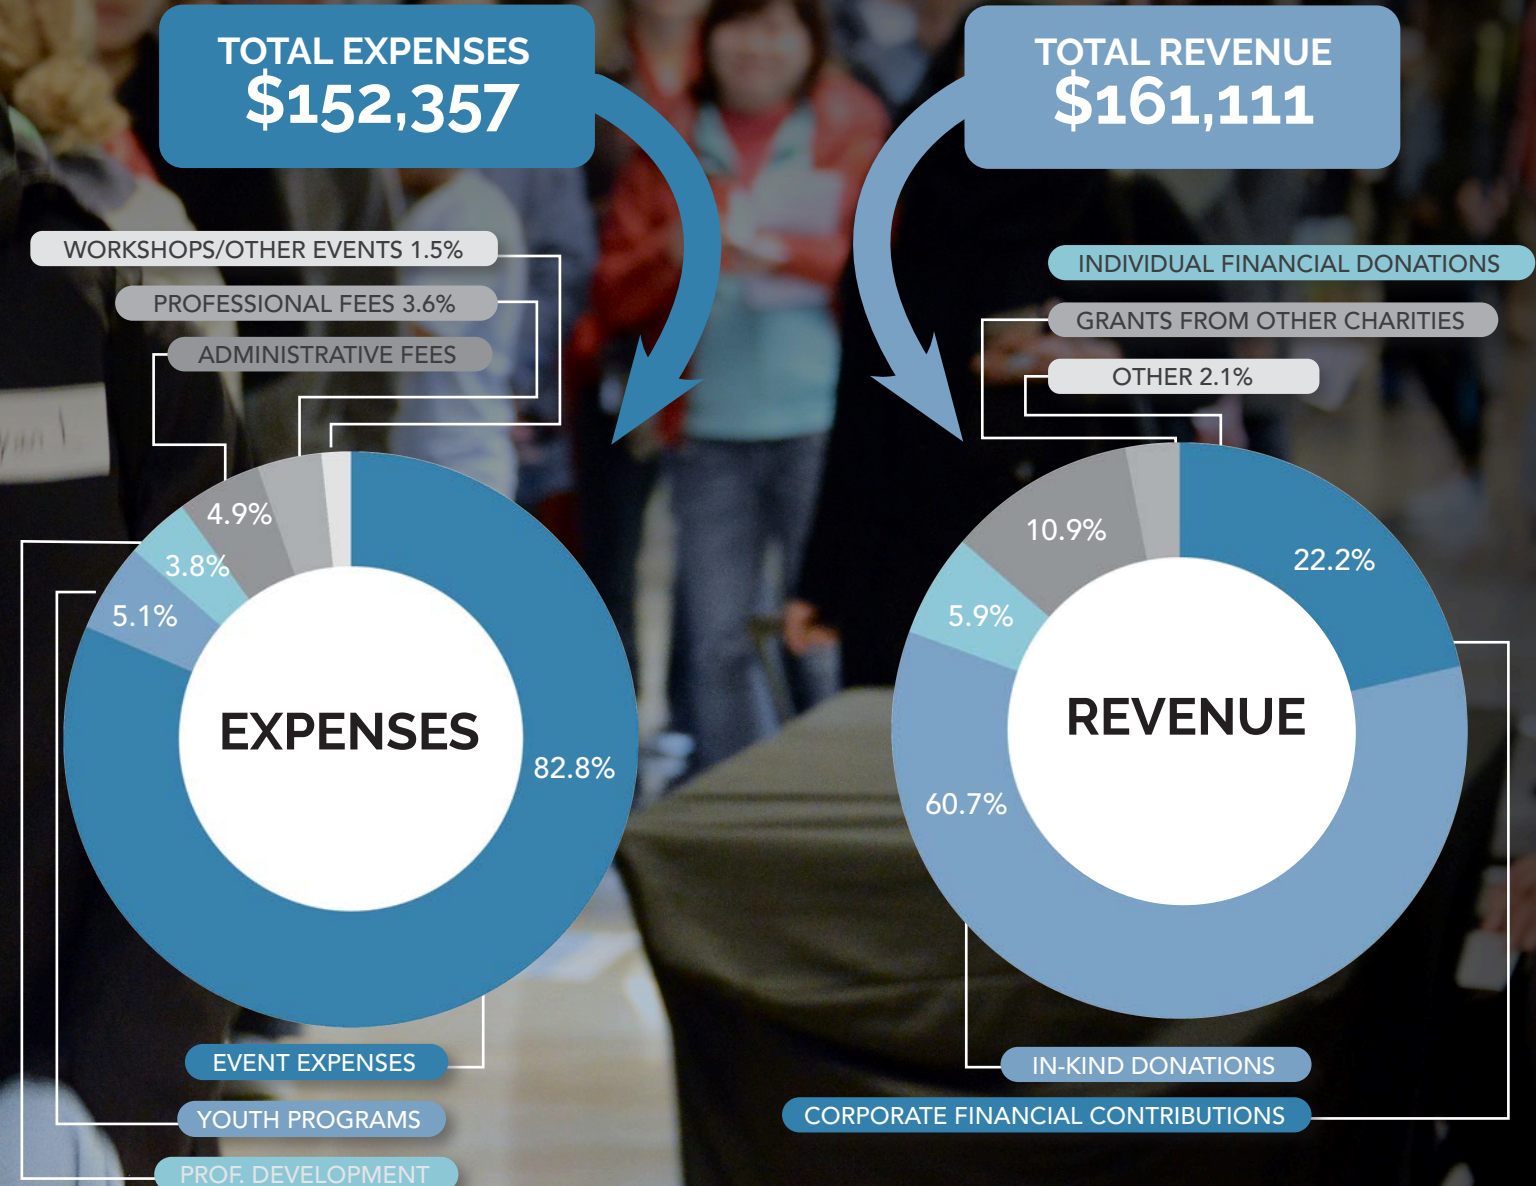 TOTAL EXPENSES
$152,357
TOTAL REVENUE
$161,111
WORKSHOPS/OTHER EVENTS 1.5%
PROFESSIONAL FEES 3.6%
ADMINISTRATIVE FEES
INDIVIDUAL FINANCIAL DONATIONS
GRANTS FROM OTHER CHARITIES
OTHER 2.1%
4.9%
3.8%
5.1%
82.8%
EXPENSES
10.9%
22.2%
5.9%
60.7%
REVENUE
EVENT EXPENSES
YOUTH PROGRAMS
PROF. DEVELOPMENT
IN-KIND DONATIONS
CORPORATE FINANCIAL CONTRIBUTIONS